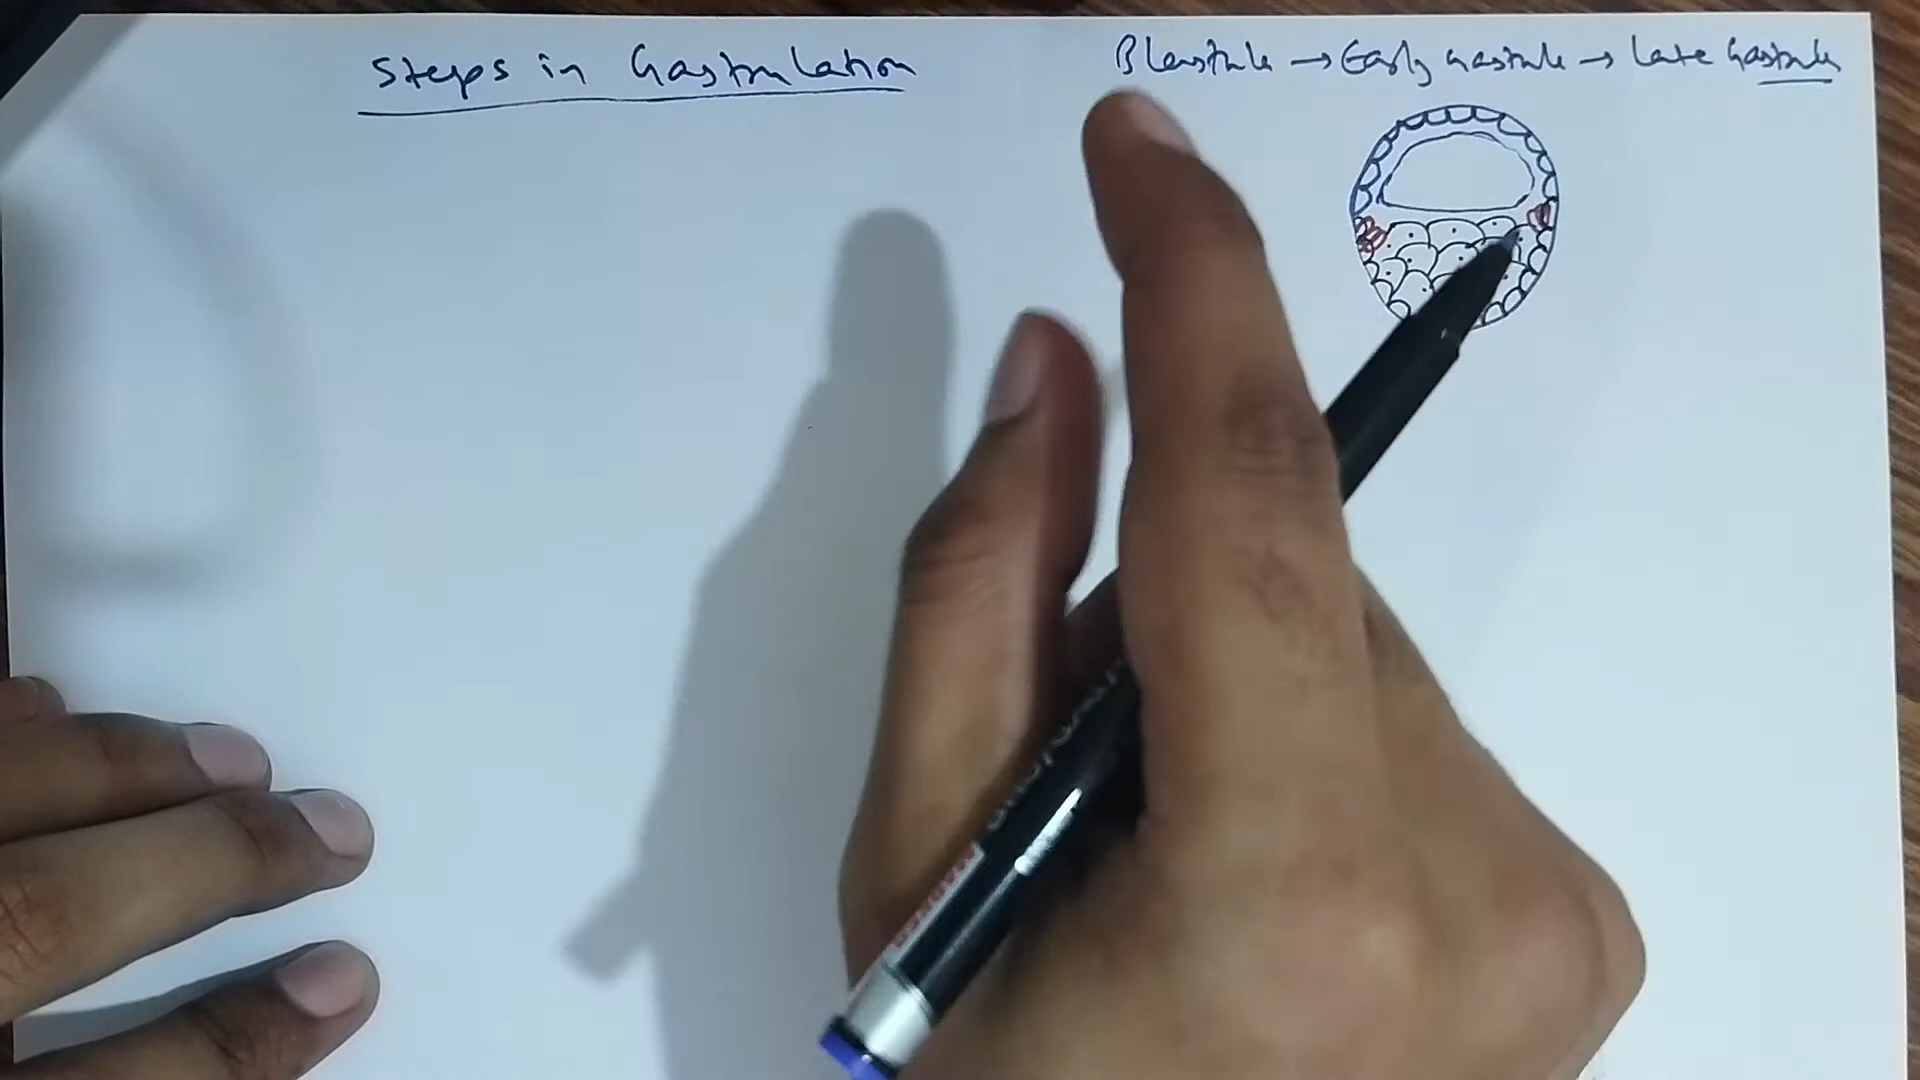 Steps in Gastrulation
Blastula → Early Gastrula → Late Gastrula